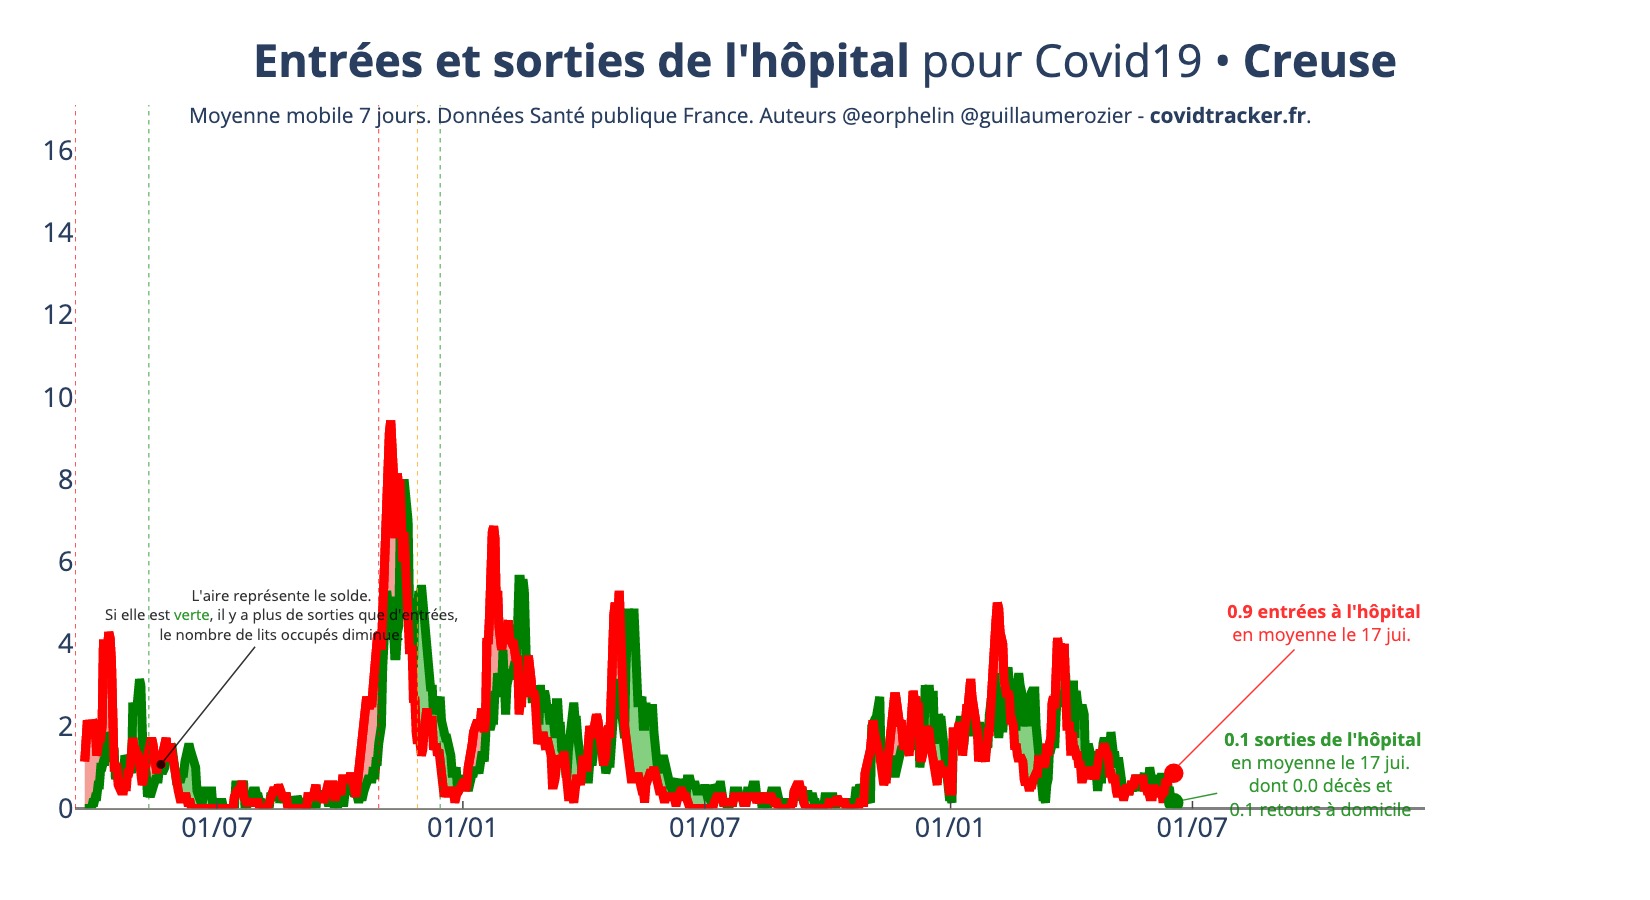 Entrées et sorties de l'hôpital pour Covid19 • Creuse
Moyenne mobile 7 jours. Données Santé publique France. Auteurs @eorphelin @guillaumerozier - covidtracker.fr.
16
14
12
10
8
6
4
2
0
L'aire représente le solde.
Si elle est verte, il y a plus de sorties que d'entrées,
le nombre de lits occupés diminue.
0.9 entrées à l'hôpital
en moyenne le 17 jui.
0.1 sorties de l'hôpital
en moyenne le 17 jui.
dont 0.0 décès et
0.1 retours à domicile
01/07
01/01
01/07
01/01
01/07